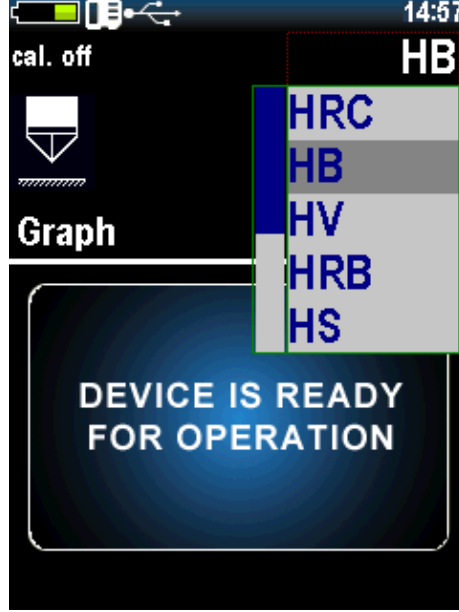 14:57
cal. off
HB
HRC
HB
HV
HRB
HS
Graph
DEVICE IS READY
FOR OPERATION